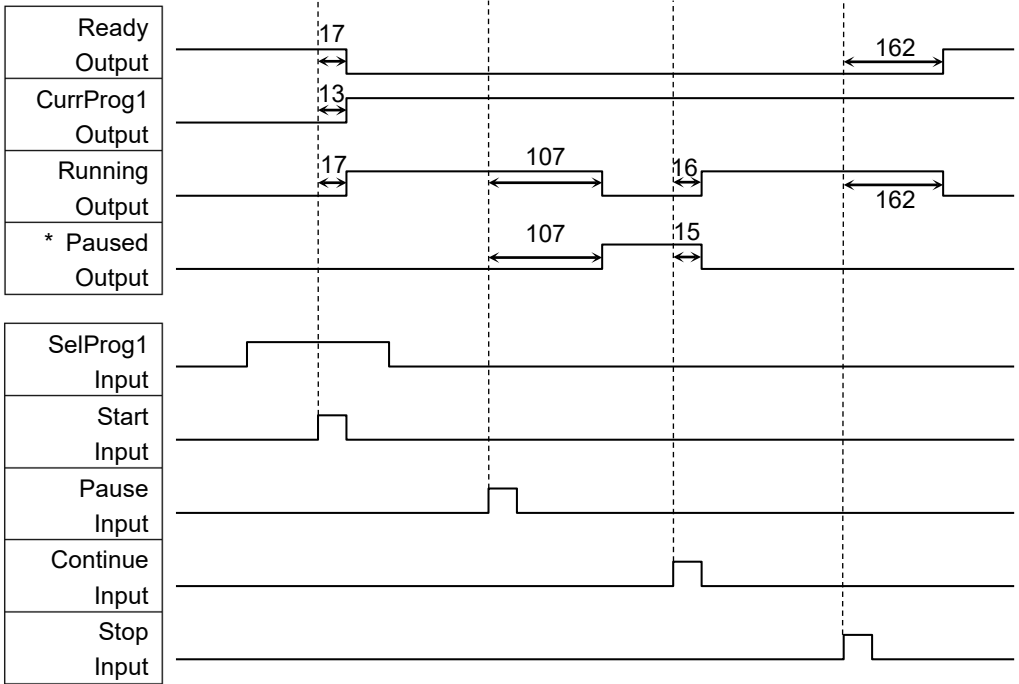 Ready
Output
17
162
CurrProg1
Output
13
Running
Output
17
107
16
162
* Paused
Output
107
15
SelProg1
Input
Start
Input
Pause
Input
Continue
Input
Stop
Input